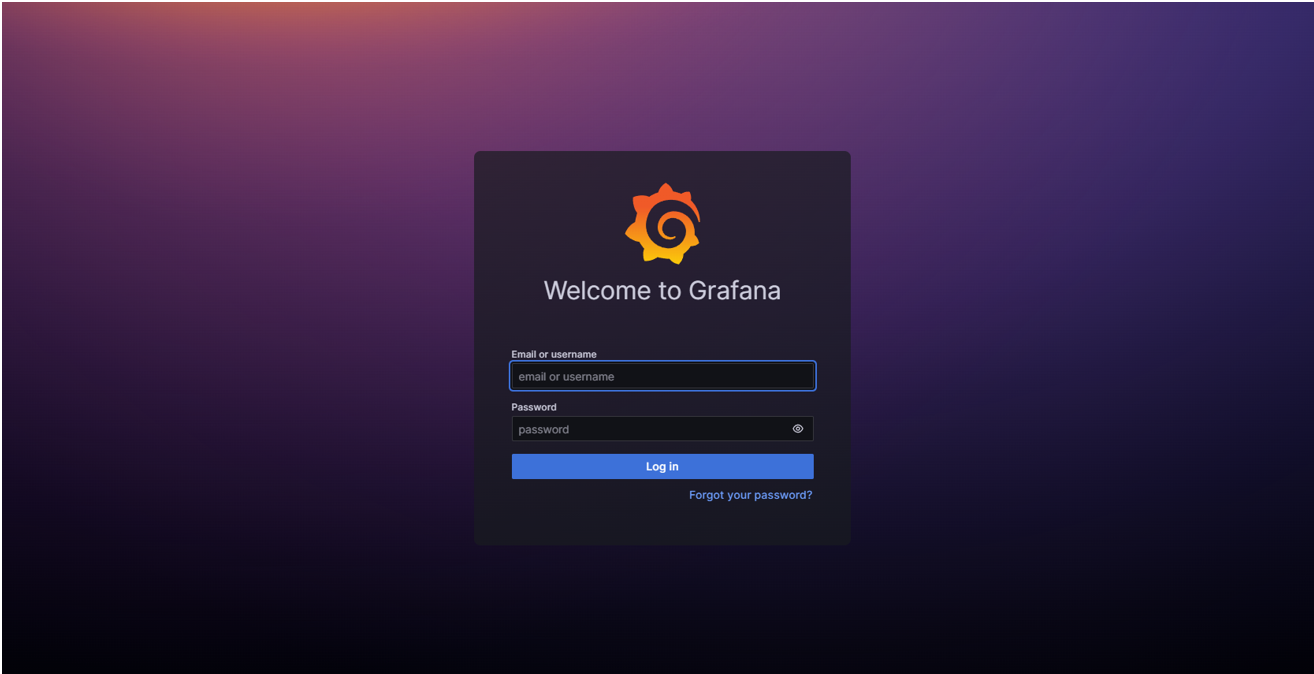 Welcome to Grafana
Email or username
email or username
Password
password
Log in
Forgot your password?